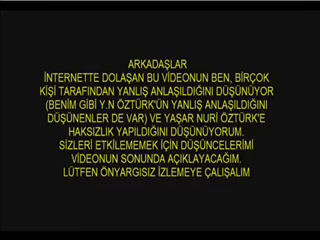 ARKADAŞLAR
İNTERNETTE DOLAŞAN BU VİDEONUN BEN, BİRÇOK
KİŞİ TARAFINDAN YANLIŞ ANLAŞILDIĞINI DÜŞÜNÜYOR
(BENİM GİBİ Y.N ÖZTÜRK'ÜN YANLIŞ ANLAŞILDIĞINI
DÜŞÜNENLER DE VAR) VE YAŞAR NURİ ÖZTÜRK'E
HAKSIZLIK YAPILDIĞINI DÜŞÜNÜYORUM.
SİZLERİ ETKİLEMEMEK İÇİN DÜŞÜNCELERİMİ
VİDEONUN SONUNDA AÇIKLAYACAĞIM.
LÜTFEN ÖNYARGISIZ İZLEMEYE ÇALIŞALIM